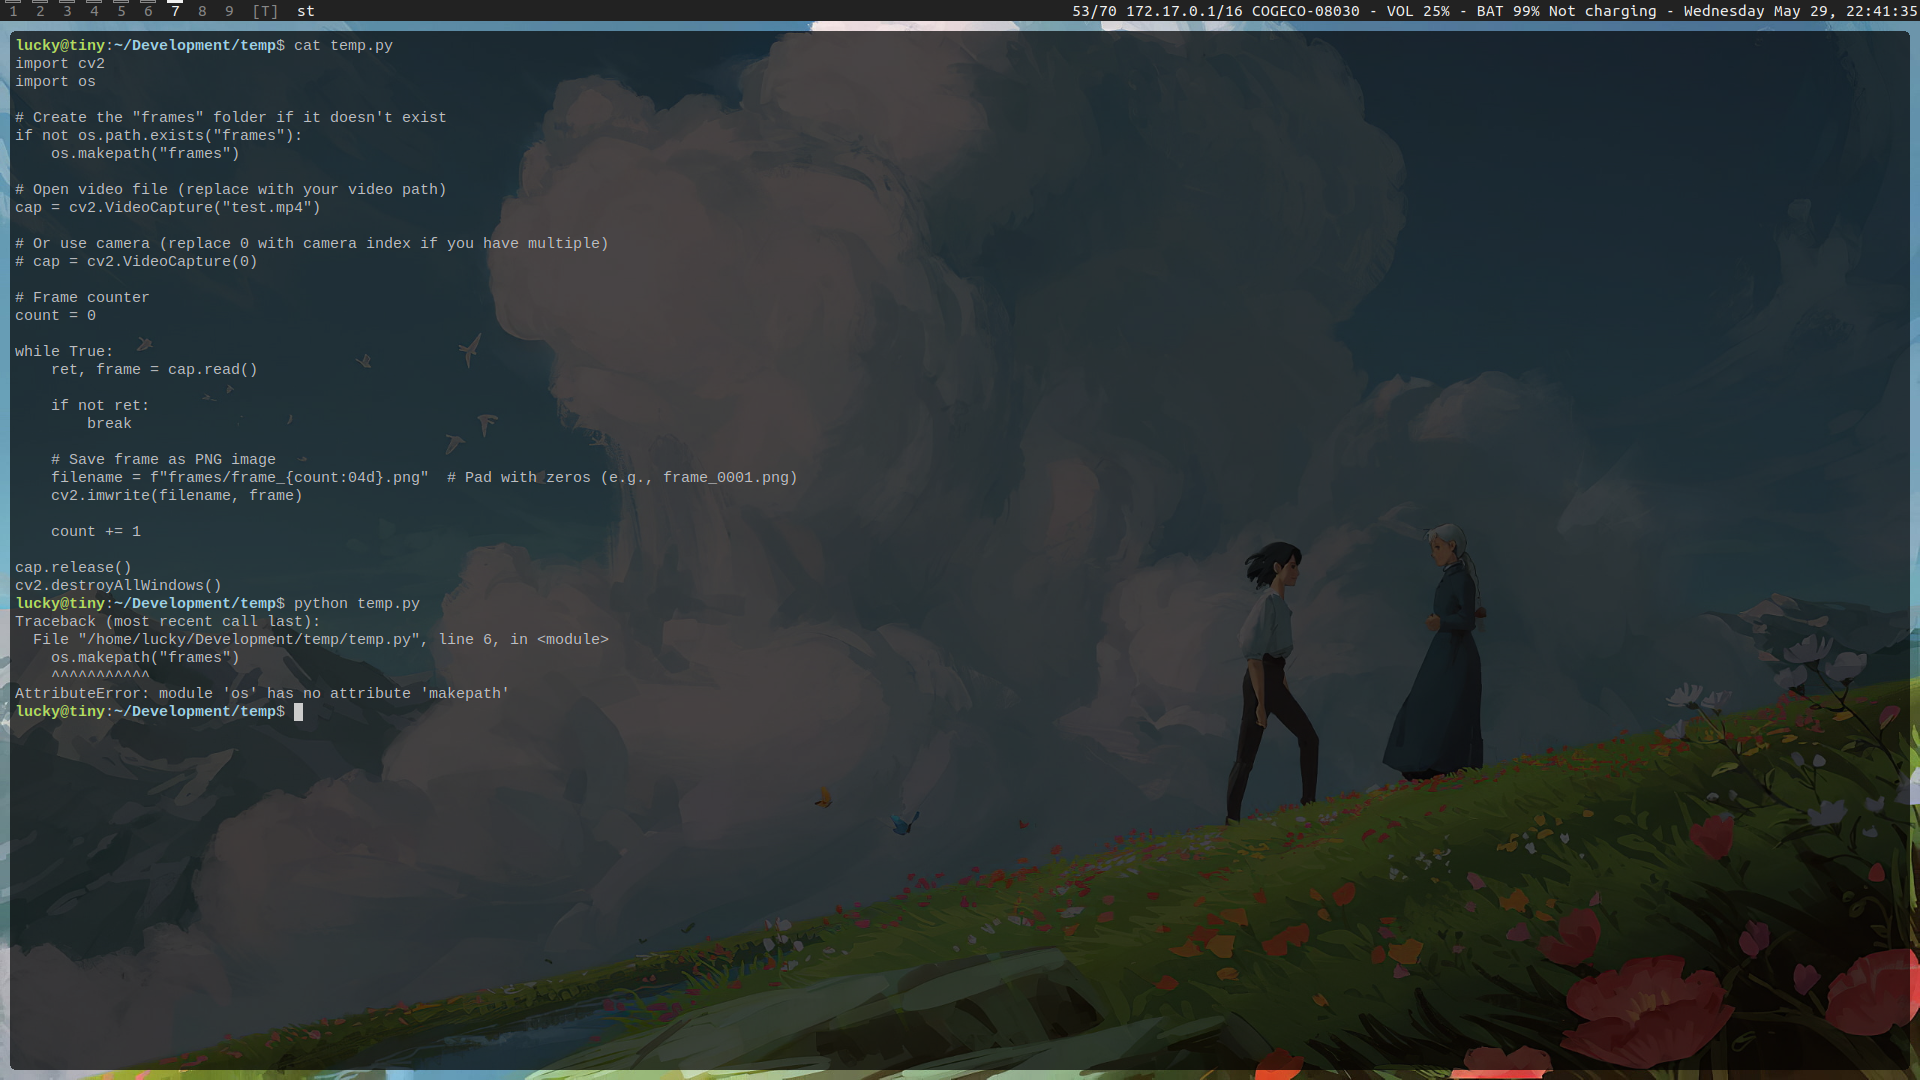 1 2 3 4 5 6 7 8 9 [T] st 53/70 172.17.0.1/16 COGECO-08030 - VOL 25% - BAT 99% Not charging - Wednesday May 29, 22:41:35
lucky@tiny:~/Development/temp$ cat temp.py
import cv2
import os

# Create the "frames" folder if it doesn't exist
if not os.path.exists("frames"):
    os.makepath("frames")

# Open video file (replace with your video path)
cap = cv2.VideoCapture("test.mp4")

# Or use camera (replace 0 with camera index if you have multiple)
# cap = cv2.VideoCapture(0)

# Frame counter
count = 0

while True:
    ret, frame = cap.read()

    if not ret:
        break

    # Save frame as PNG image
    filename = f"frames/frame_{count:04d}.png"  # Pad with zeros (e.g., frame_0001.png)
    cv2.imwrite(filename, frame)

    count += 1

cap.release()
cv2.destroyAllWindows()
lucky@tiny:~/Development/temp$ python temp.py
Traceback (most recent call last):
  File "/home/lucky/Development/temp/temp.py", line 6, in <module>
    os.makepath("frames")
    ^^^^^^^^^^^
AttributeError: module 'os' has no attribute 'makepath'
lucky@tiny:~/Development/temp$